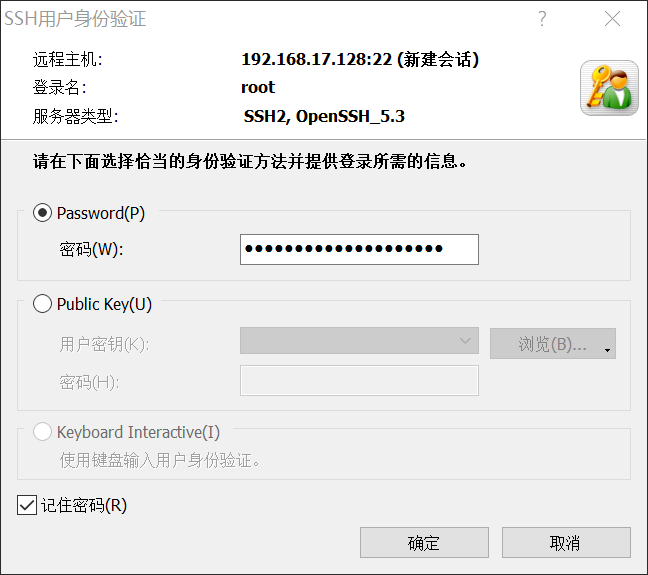 SSH用户身份验证
远程主机: 192.168.17.128:22 (新建会话)
登录名: root
服务器类型: SSH2, OpenSSH_5.3
请在下面选择恰当的身份验证方法并提供登录所需的信息。
Password(P)
密码(W): ●●●●●●●●●●●●●●●●●●●●
Public Key(U)
用户密钥(K): 浏览(B)...
密码(H):
Keyboard Interactive(I)
使用键盘输入用户身份验证。
记住密码(R)
确定 取消